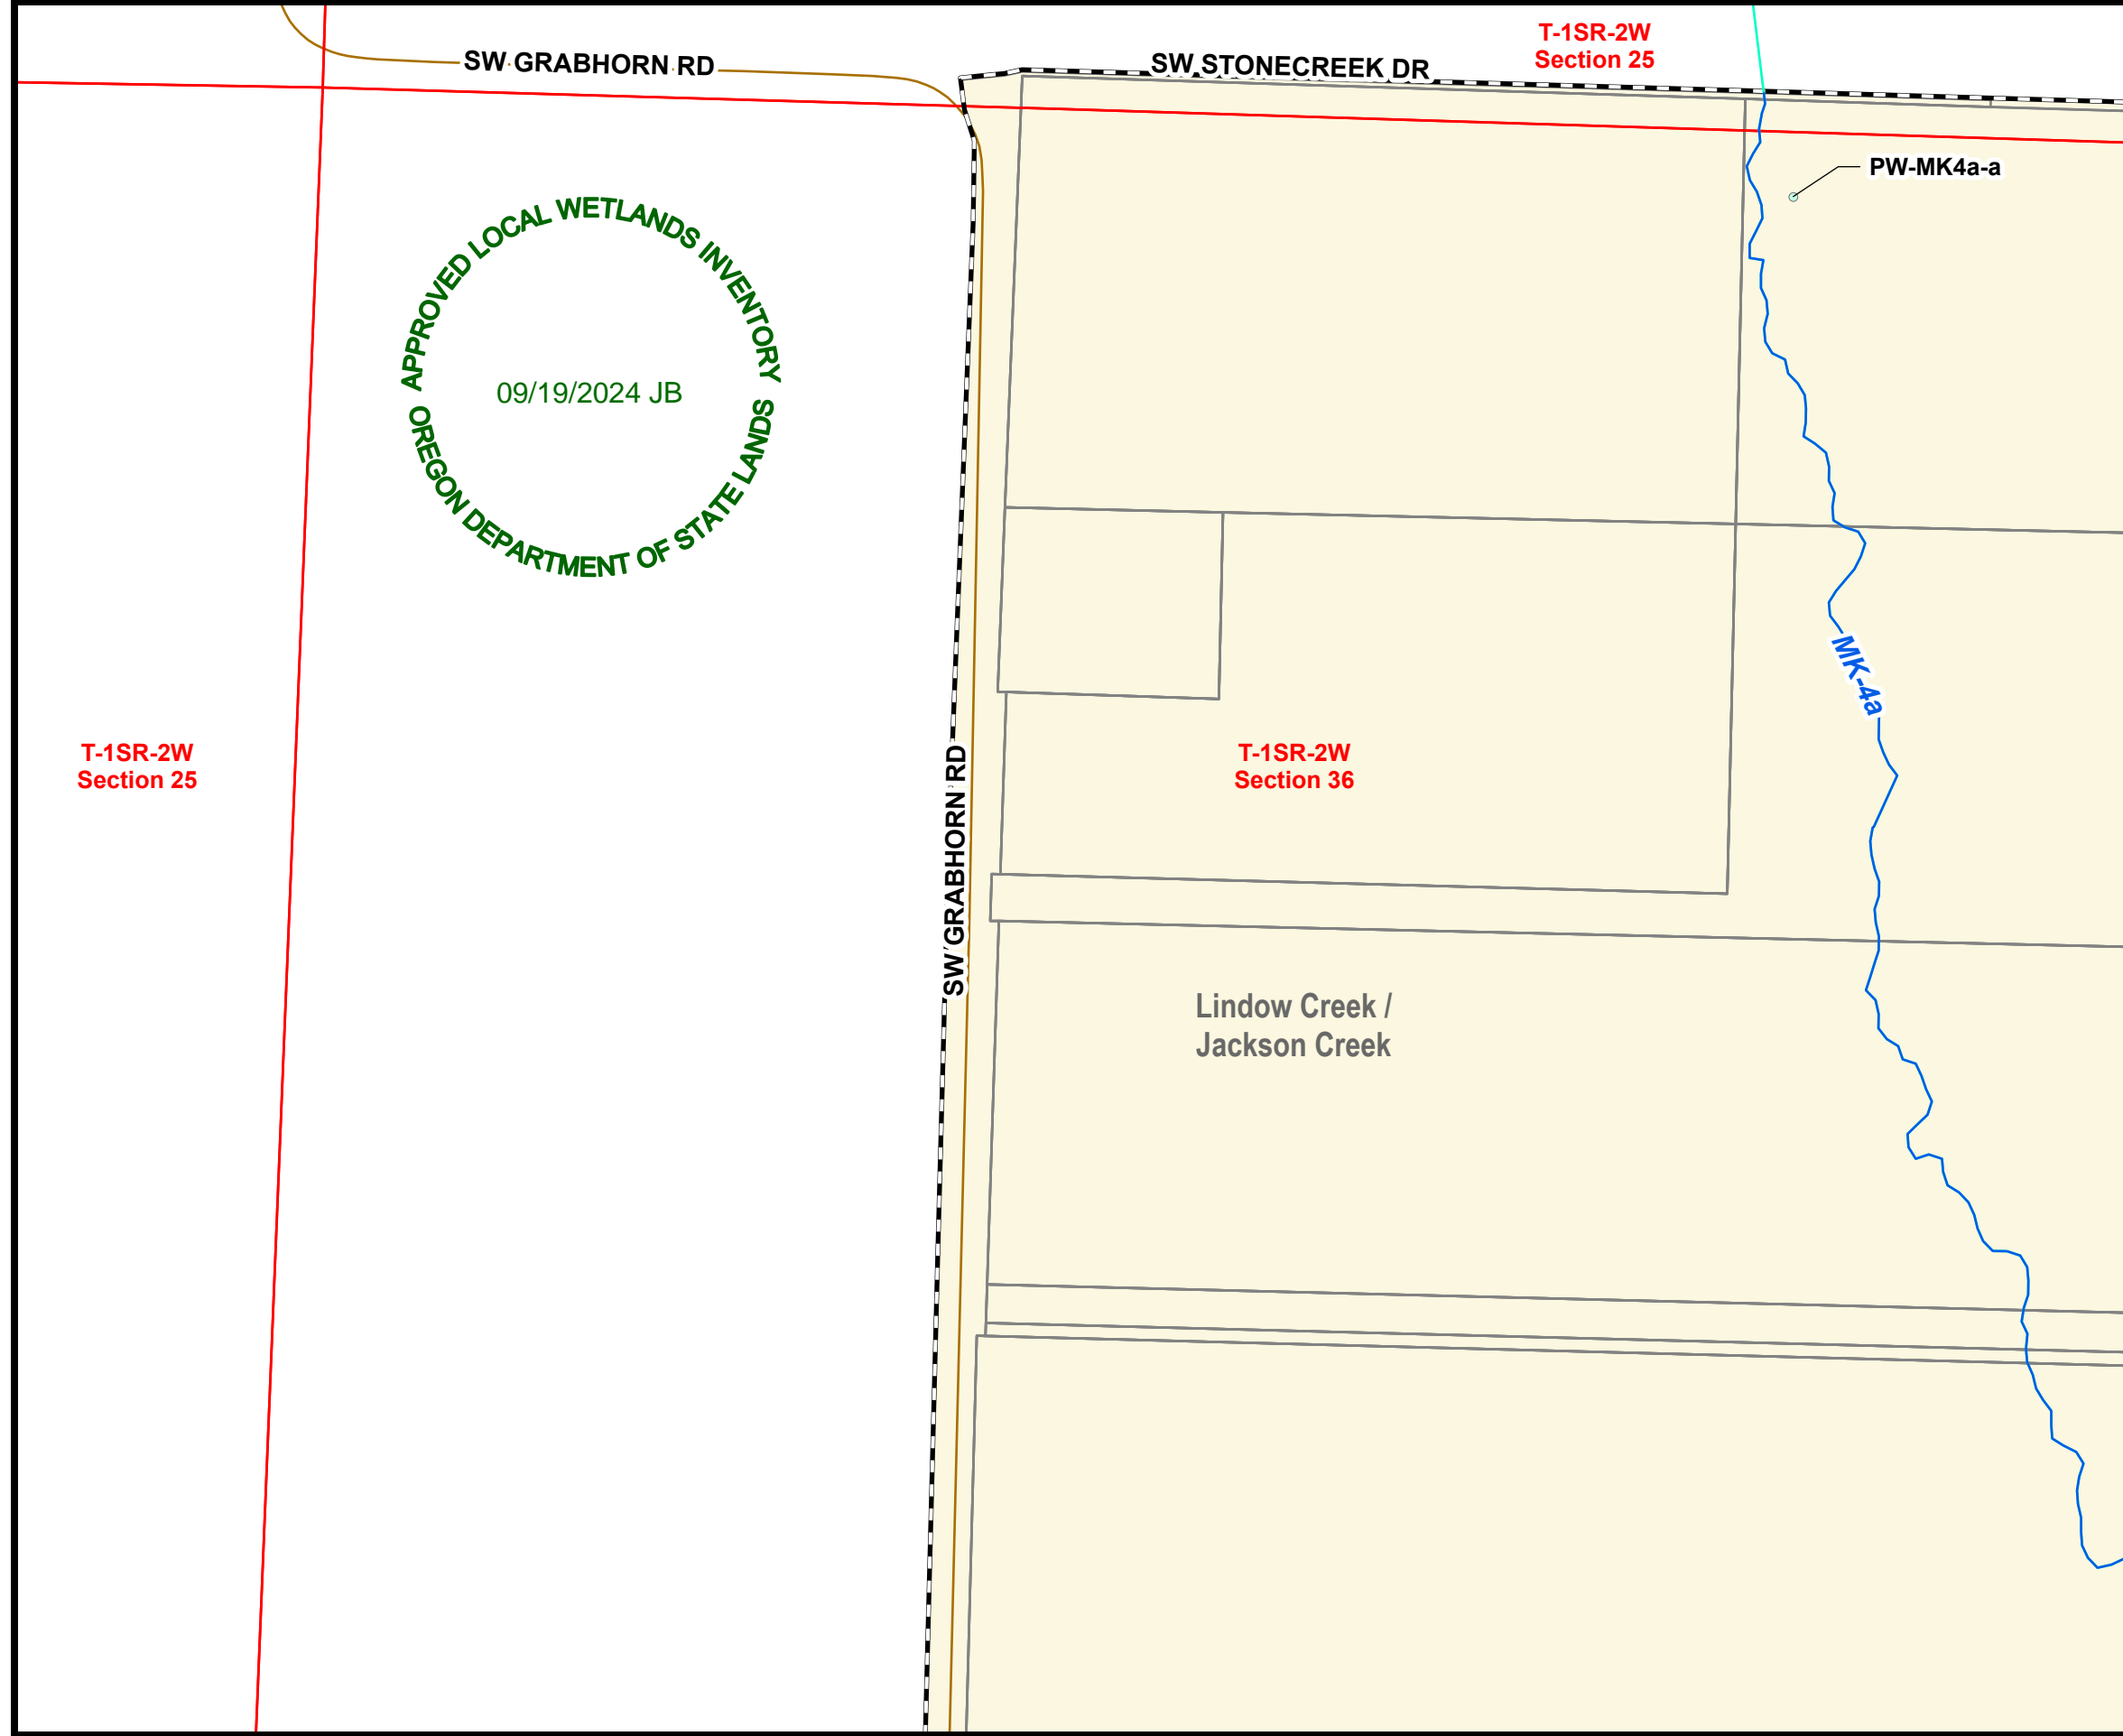 T-1SR-2W
Section 25
SW GRABHORN RD
SW STONECREEK DR
PW-MK4a-a
APPROVED LOCAL WETLANDS INVENTORY
09/19/2024 JB
OREGON DEPARTMENT OF STATE LANDS
MK-4a
T-1SR-2W
Section 25
SW GRABHORN RD
T-1SR-2W
Section 36
Lindow Creek /
Jackson Creek